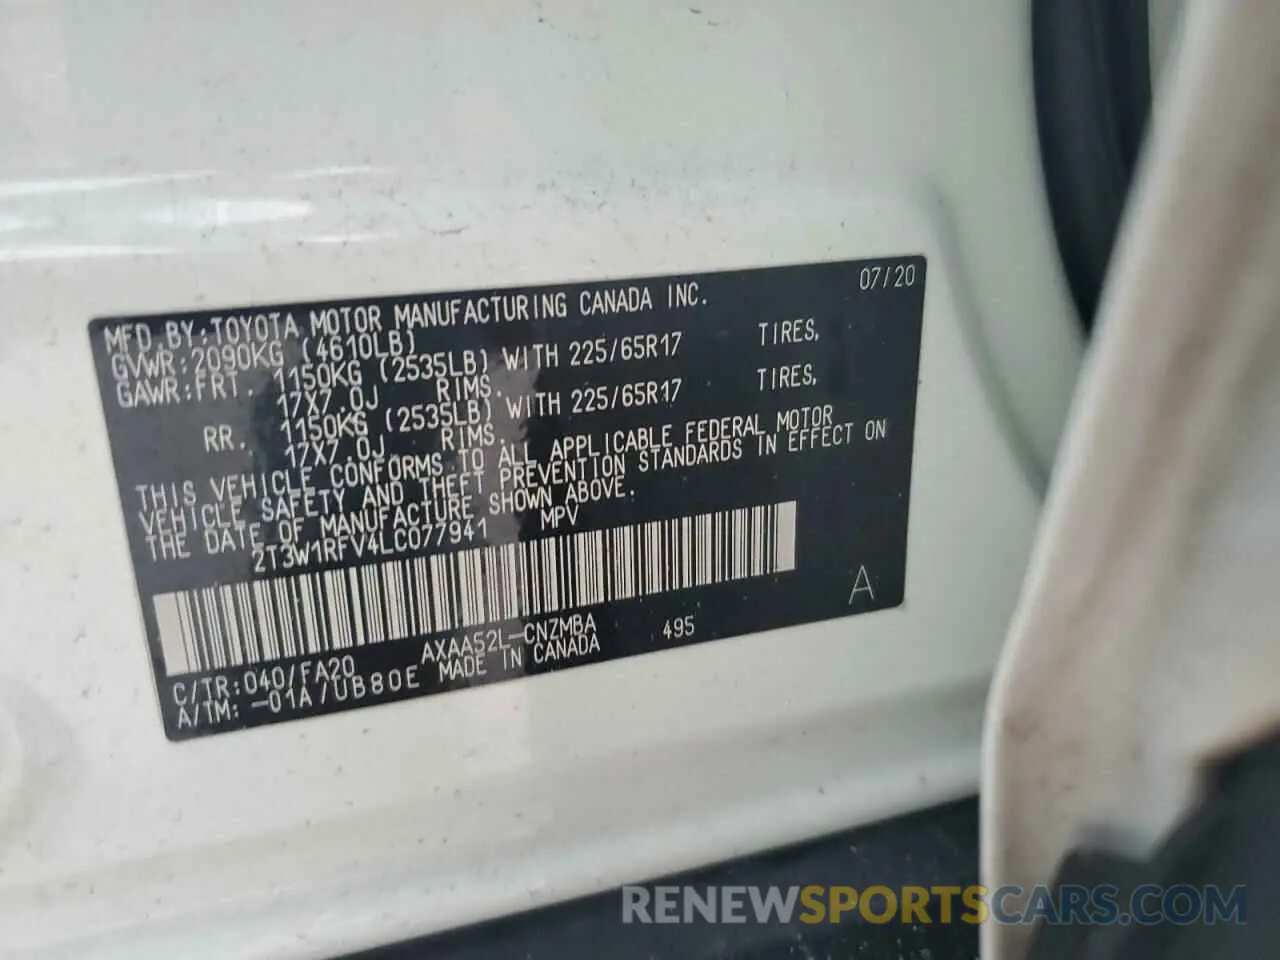 07/20
MFD.BY:TOYOTA MOTOR MANUFACTURING CANADA INC.
GVWR:2090KG (4610LB)
GAWR:FRT. 1150KG (2535LB) WITH 225/65R17 TIRES,
17X7.0J RIMS.
RR. 1150KG (2535LB) WITH 225/65R17 TIRES,
17X7.0J RIMS.
THIS VEHICLE CONFORMS TO ALL APPLICABLE FEDERAL MOTOR
VEHICLE SAFETY AND THEFT PREVENTION STANDARDS IN EFFECT ON
THE DATE OF MANUFACTURE SHOWN ABOVE.
2T3W1RFV4LC077941 MPV
A
AXAA52L-CNZMBA 495
C/TR:040/FA20 MADE IN CANADA
A/TM:-01A/UB80E
RENEWSPORTSCARS.COM